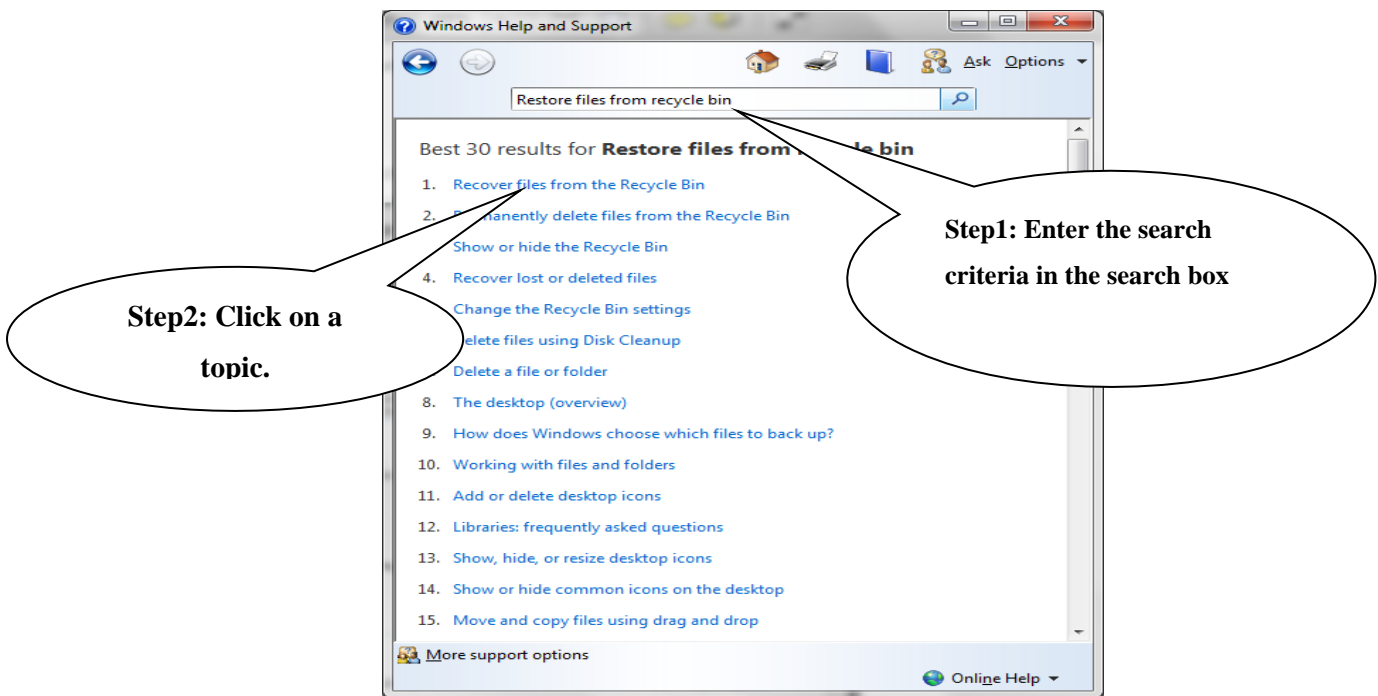 Windows Help and Support
Ask Options
Restore files from recycle bin
Best 30 results for Restore files from le bin
1. Recover files from the Recycle Bin
2. manently delete files from the Recycle Bin
Show or hide the Recycle Bin
4. Recover lost or deleted files
Change the Recycle Bin settings
elete files using Disk Cleanup
Delete a file or folder
8. The desktop (overview)
9. How does Windows choose which files to back up?
10. Working with files and folders
11. Add or delete desktop icons
12. Libraries: frequently asked questions
13. Show, hide, or resize desktop icons
14. Show or hide common icons on the desktop
15. Move and copy files using drag and drop
More support options
Online Help
Step1: Enter the search
criteria in the search box
Step2: Click on a
topic.